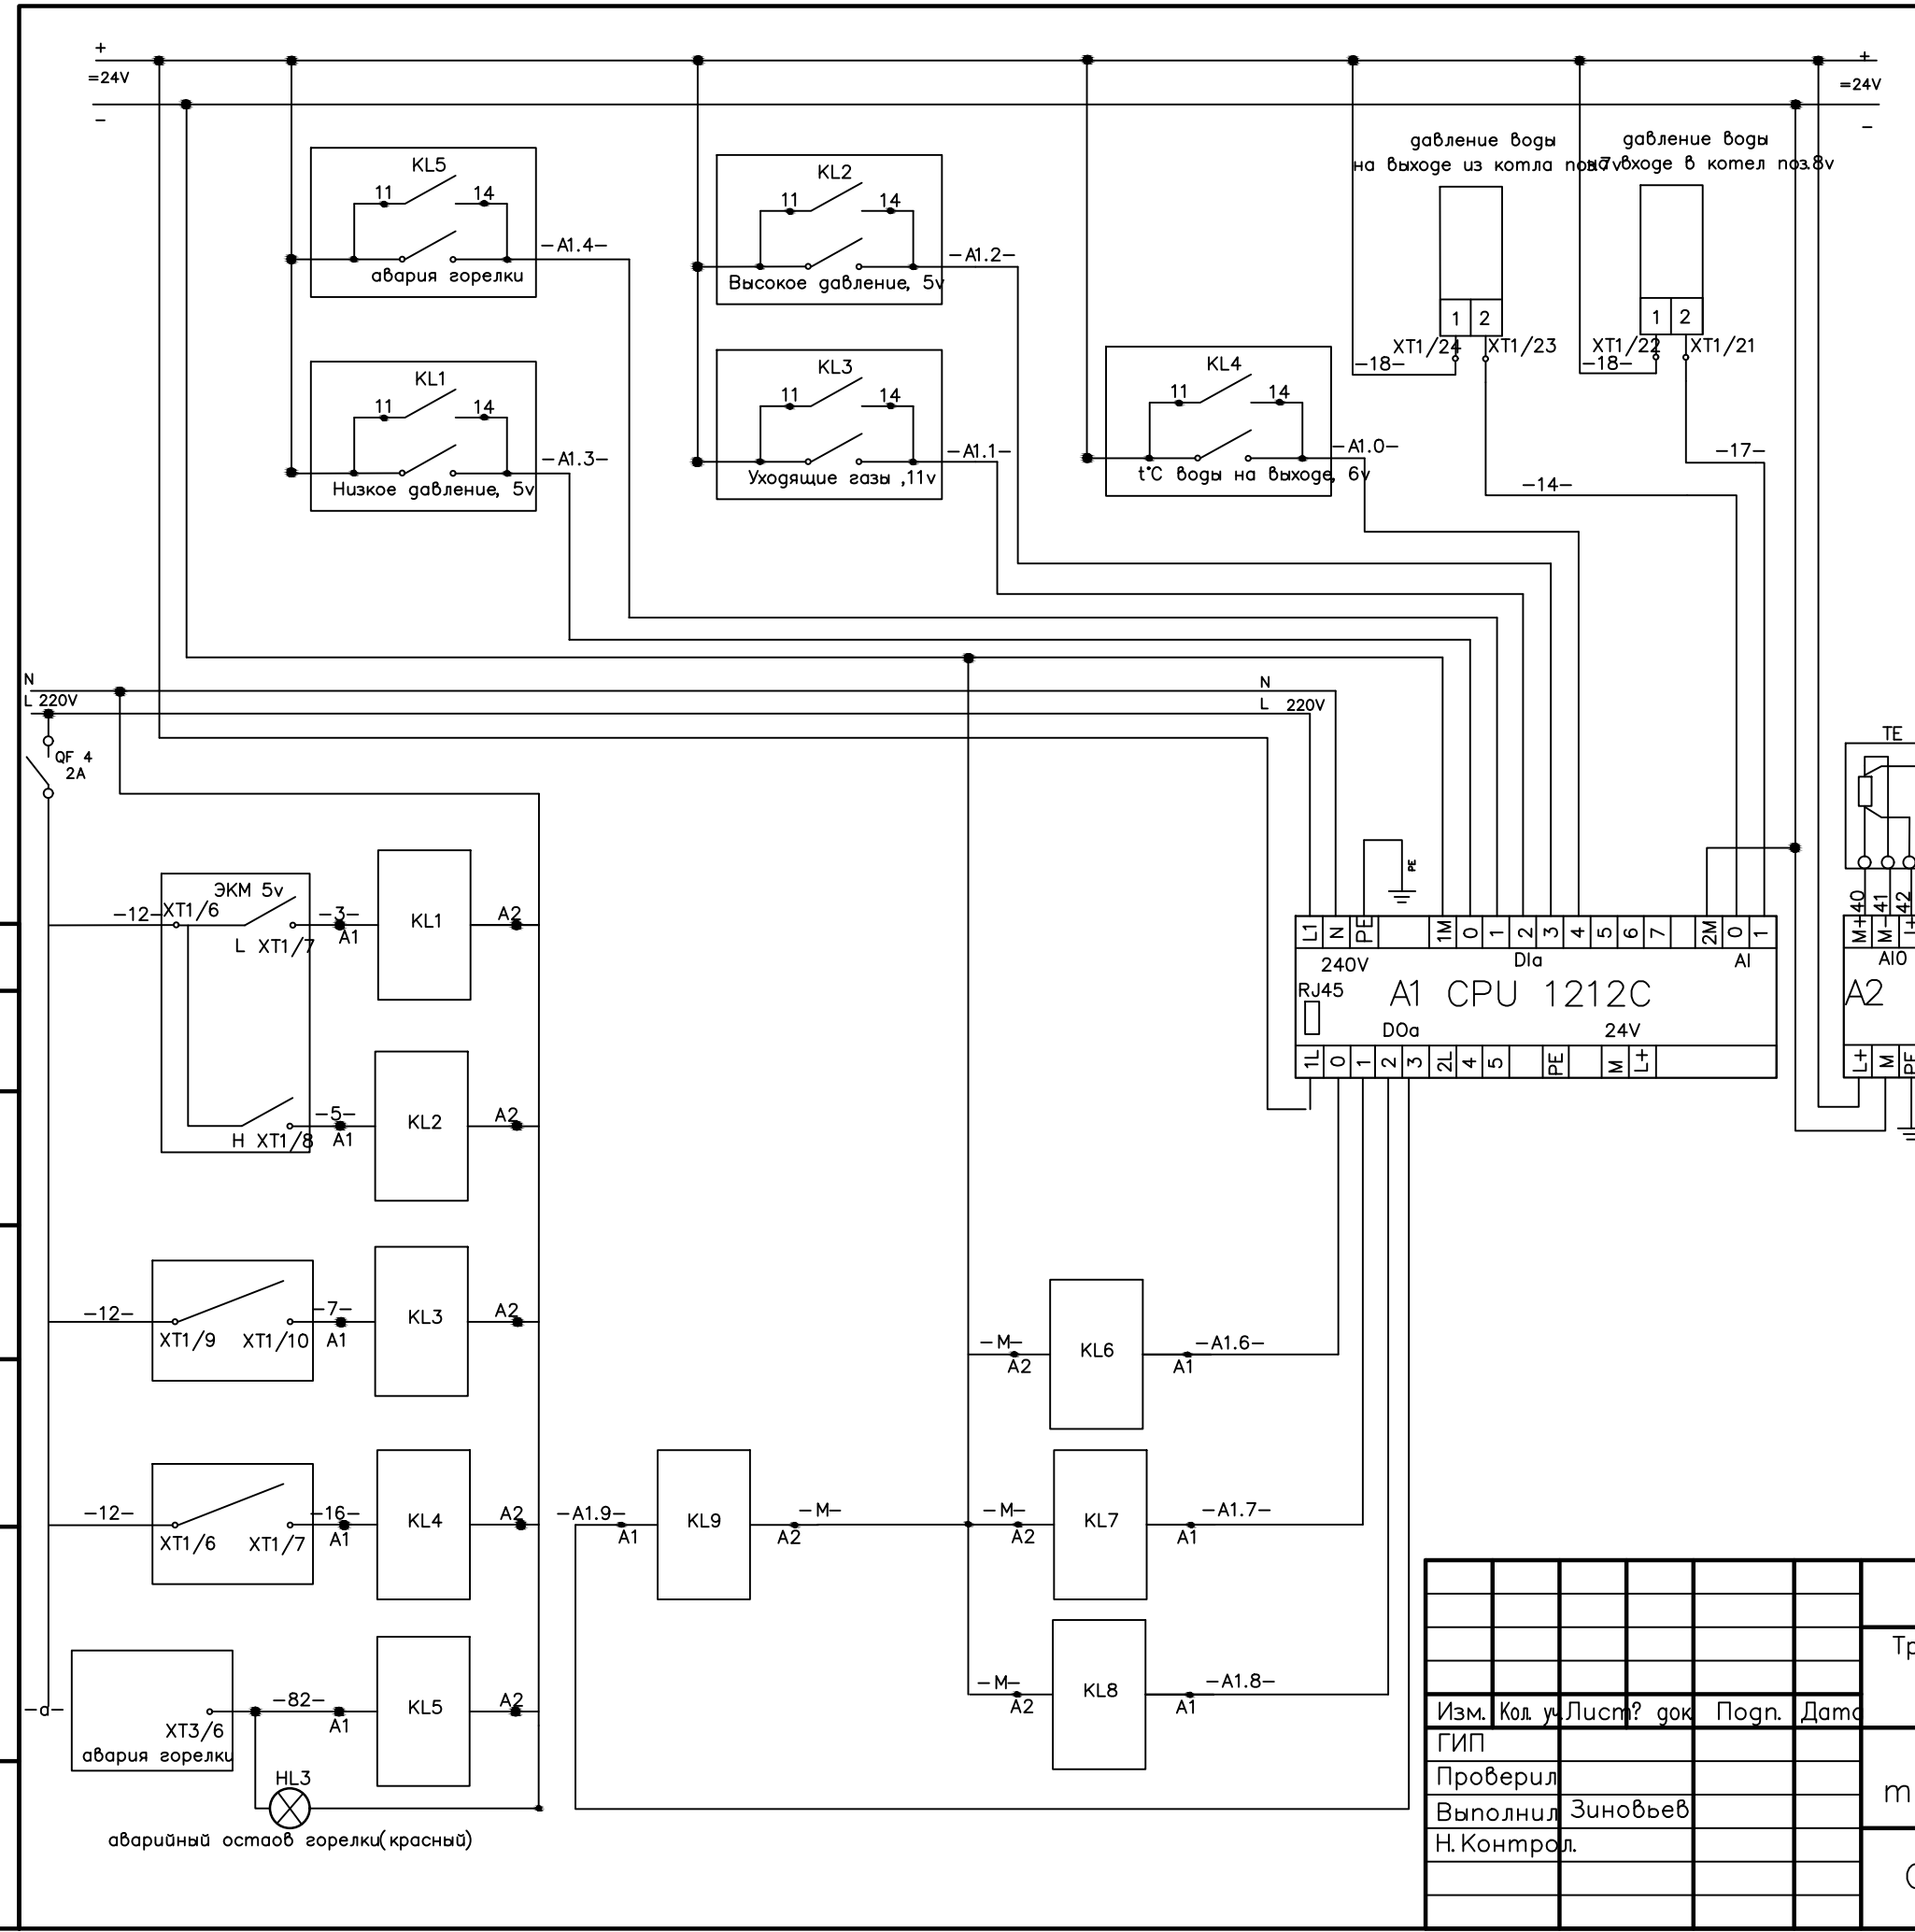 +
=24V
−
+
=24V
−
KL5
11 14
авария горелки
−A1.4−
KL2
11 14
Высокое давление, 5v
−A1.2−
давление воды
на выходе из котла поз.7v
давление воды
на входе в котел поз.8v
1 2
XT1/24 XT1/23
−18−
1 2
XT1/22 XT1/21
−18−
KL1
11 14
Низкое давление, 5v
−A1.3−
KL3
11 14
Уходящие газы ,11v
−A1.1−
KL4
11 14
t°C воды на выходе, 6v
−A1.0−
−14−
−17−
N
L 220V
N
L 220V
QF 4
2A
TE
PE
40 41 42
ЭКМ 5v
−12− XT1/6
L XT1/7
−3−
A1
KL1
A2
H XT1/8
−5−
A1
KL2
A2
L1 N PE 1M 0 1 2 3 4 5 6 7 2M 0 1
240V DIa AI
RJ45
A1 CPU 1212C
DOa 24V
1L 0 1 2 3 2L 4 5 PE M L+
M+ M- I+
AI0
A2
L+ M PE
−12−
XT1/9 XT1/10
−7−
A1
KL3
A2
−M−
A2
KL6
−A1.6−
A1
−12−
XT1/6 XT1/7
−16−
A1
KL4
A2
−A1.9−
A1
KL9
−M−
A2
−M−
A2
KL7
−A1.7−
A1
−d−
XT3/6
авария горелки
−82−
A1
KL5
A2
−M−
A2
KL8
−A1.8−
A1
HL3
аварийный остаов горелки(красный)
Тр
Изм. Кол. уч. Лист ? док Подп. Дата
ГИП
Проверил
Выполнил Зиновьев
т
Н.Контрол.